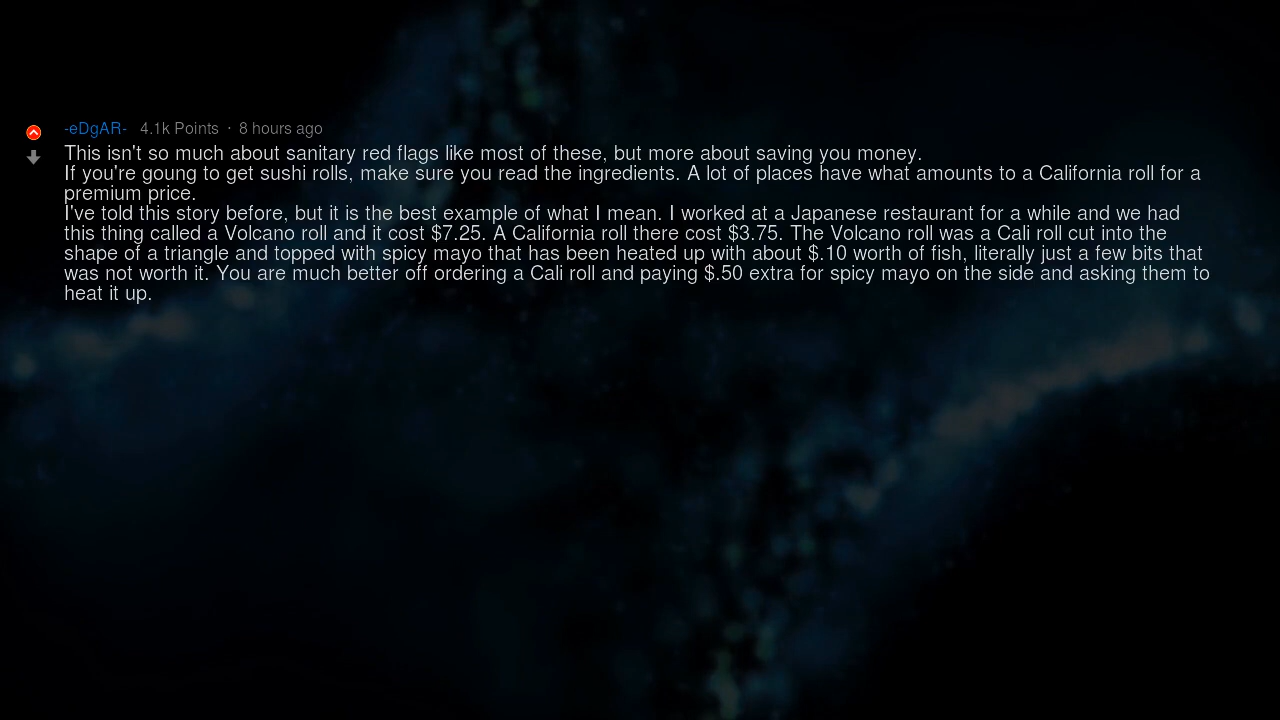 -eDgAR- 4.1k Points · 8 hours ago
This isn't so much about sanitary red flags like most of these, but more about saving you money.
If you're goung to get sushi rolls, make sure you read the ingredients. A lot of places have what amounts to a California roll for a
premium price.
I've told this story before, but it is the best example of what I mean. I worked at a Japanese restaurant for a while and we had
this thing called a Volcano roll and it cost $7.25. A California roll there cost $3.75. The Volcano roll was a Cali roll cut into the
shape of a triangle and topped with spicy mayo that has been heated up with about $.10 worth of fish, literally just a few bits that
was not worth it. You are much better off ordering a Cali roll and paying $.50 extra for spicy mayo on the side and asking them to
heat it up.